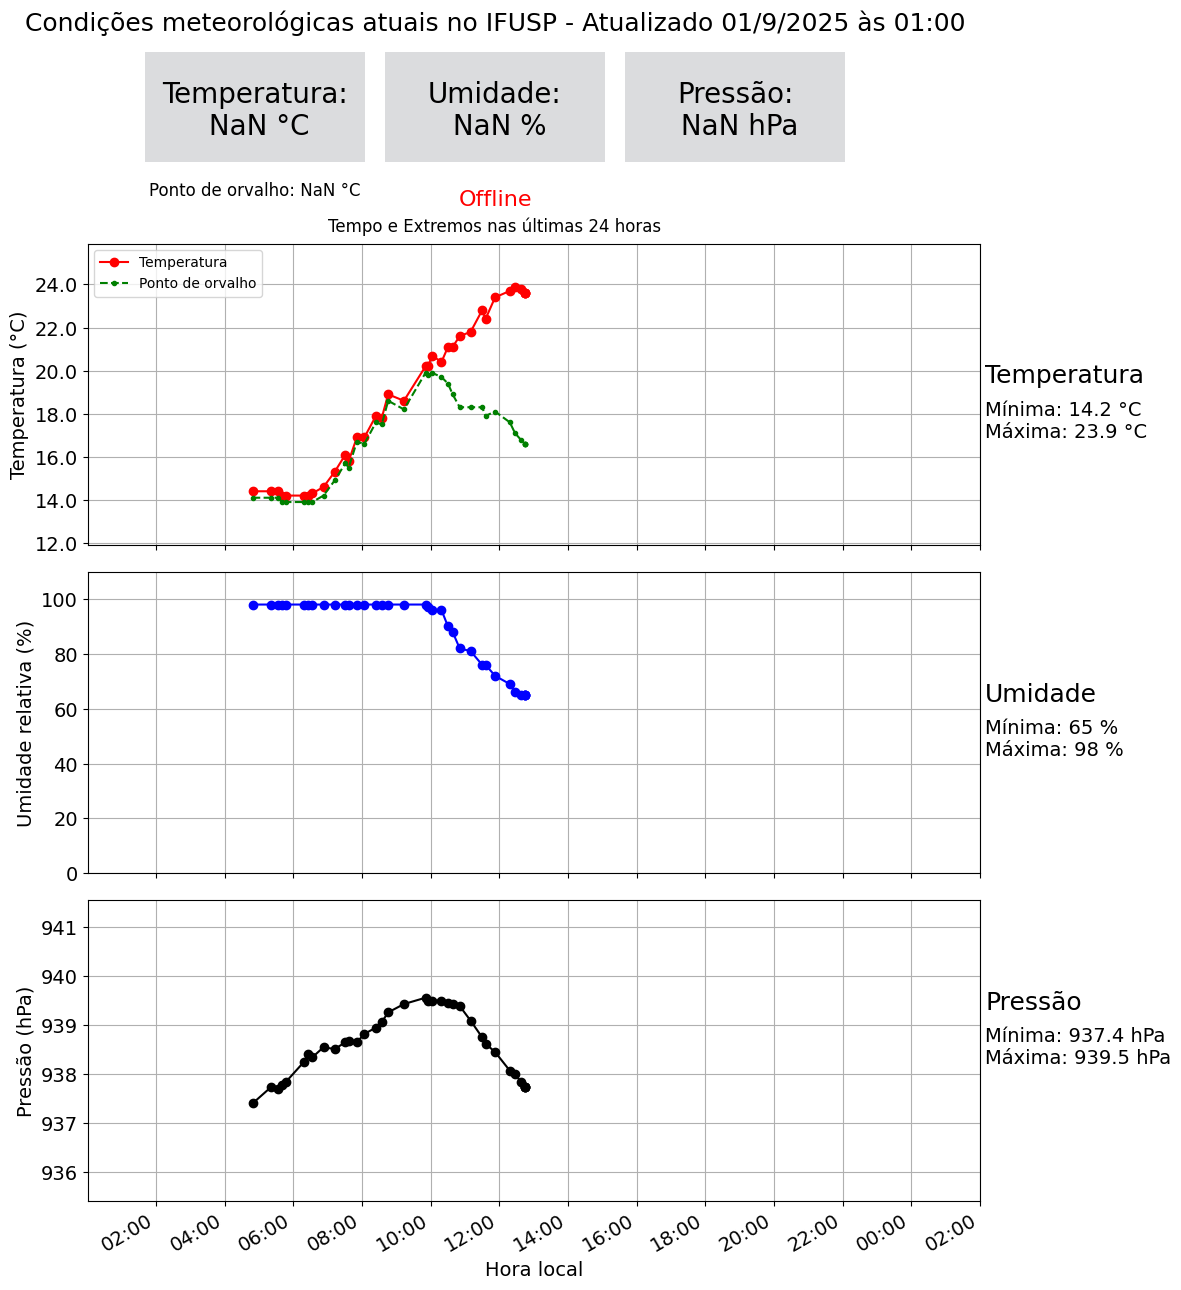 Condições meteorológicas atuais no IFUSP - Atualizado 01/9/2025 às 01:00
Temperatura:
NaN °C
Umidade:
NaN %
Pressão:
NaN hPa
Ponto de orvalho: NaN °C
Offline
Tempo e Extremos nas últimas 24 horas
Temperatura
Ponto de orvalho
Temperatura (°C)
24.0
22.0
20.0
18.0
16.0
14.0
12.0
Temperatura
Mínima: 14.2 °C
Máxima: 23.9 °C
Umidade relativa (%)
100
80
60
40
20
0
Umidade
Mínima: 65 %
Máxima: 98 %
Pressão (hPa)
941
940
939
938
937
936
Pressão
Mínima: 937.4 hPa
Máxima: 939.5 hPa
02:00 04:00 06:00 08:00 10:00 12:00 14:00 16:00 18:00 20:00 22:00 00:00 02:00
Hora local